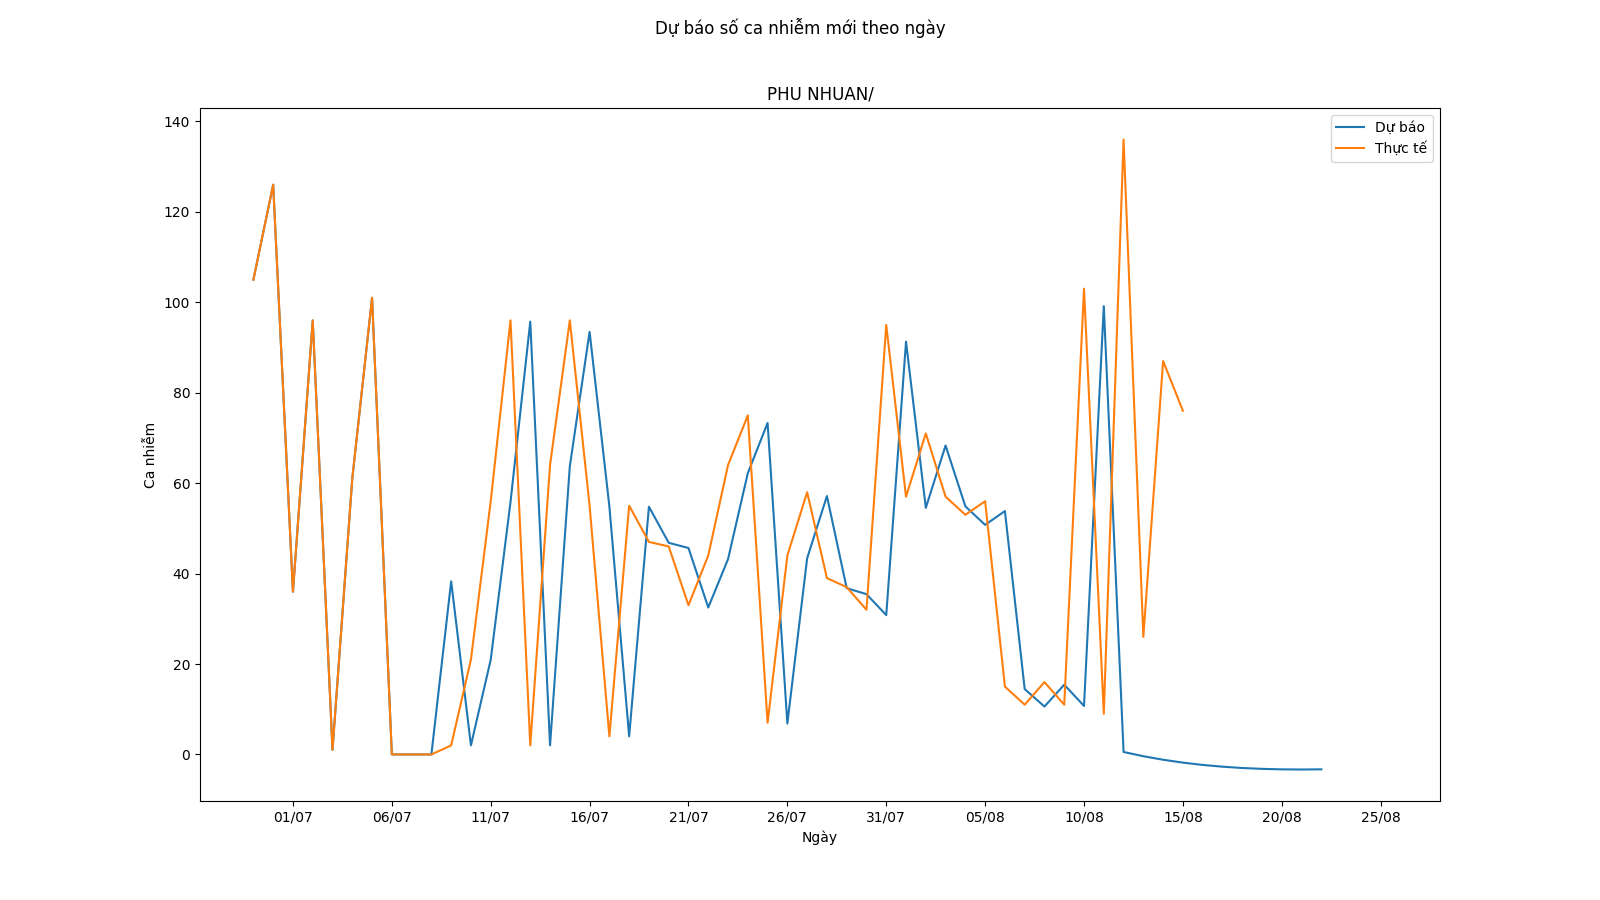 Dự báo số ca nhiễm mới theo ngày
PHU NHUAN/
Dự báo
Thực tế
140
120
100
80
60
40
20
0
Ca nhiễm
01/07 06/07 11/07 16/07 21/07 26/07 31/07 05/08 10/08 15/08 20/08 25/08
Ngày